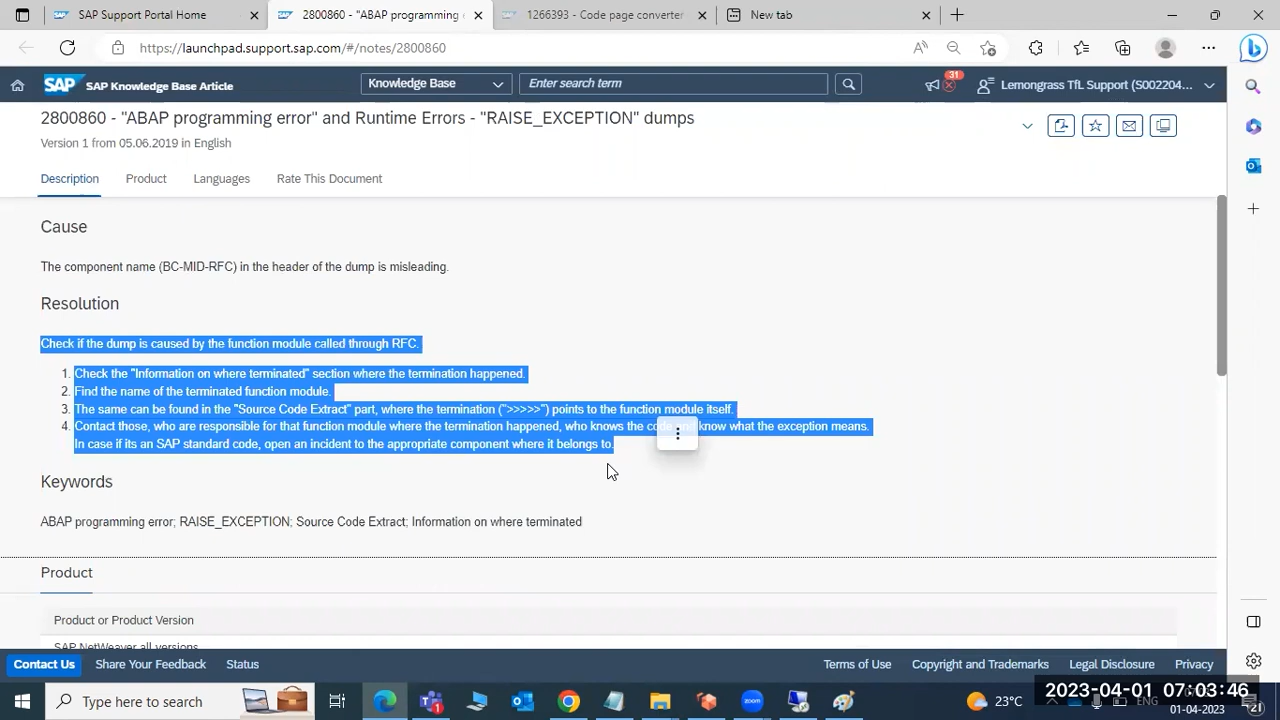 SAP Support Portal Home
2800860 - "ABAP programming e
1266393 - Code page converter
New tab
https://launchpad.support.sap.com/#/notes/2800860
SAP
SAP Knowledge Base Article
Knowledge Base
Enter search term
31
Lemongrass TfL Support (S002204...
2800860 - "ABAP programming error" and Runtime Errors - "RAISE_EXCEPTION" dumps
Version 1 from 05.06.2019 in English
Description
Product
Languages
Rate This Document
Cause
The component name (BC-MID-RFC) in the header of the dump is misleading.
Resolution
Check if the dump is caused by the function module called through RFC.
1. Check the "Information on where terminated" section where the termination happened.
2. Find the name of the terminated function module.
3. The same can be found in the "Source Code Extract" part, where the termination (">>>>>") points to the function module itself.
4. Contact those, who are responsible for that function module where the termination happened, who knows the code and know what the exception means.
In case if its an SAP standard code, open an incident to the appropriate component where it belongs to.
Keywords
ABAP programming error; RAISE_EXCEPTION; Source Code Extract; Information on where terminated
Product
Product or Product Version
SAP NetWeaver all versions
Contact Us
Share Your Feedback
Status
Terms of Use
Copyright and Trademarks
Legal Disclosure
Privacy
Type here to search
23°C
2023-04-01 07:03:46
ENG
01-04-2023
21